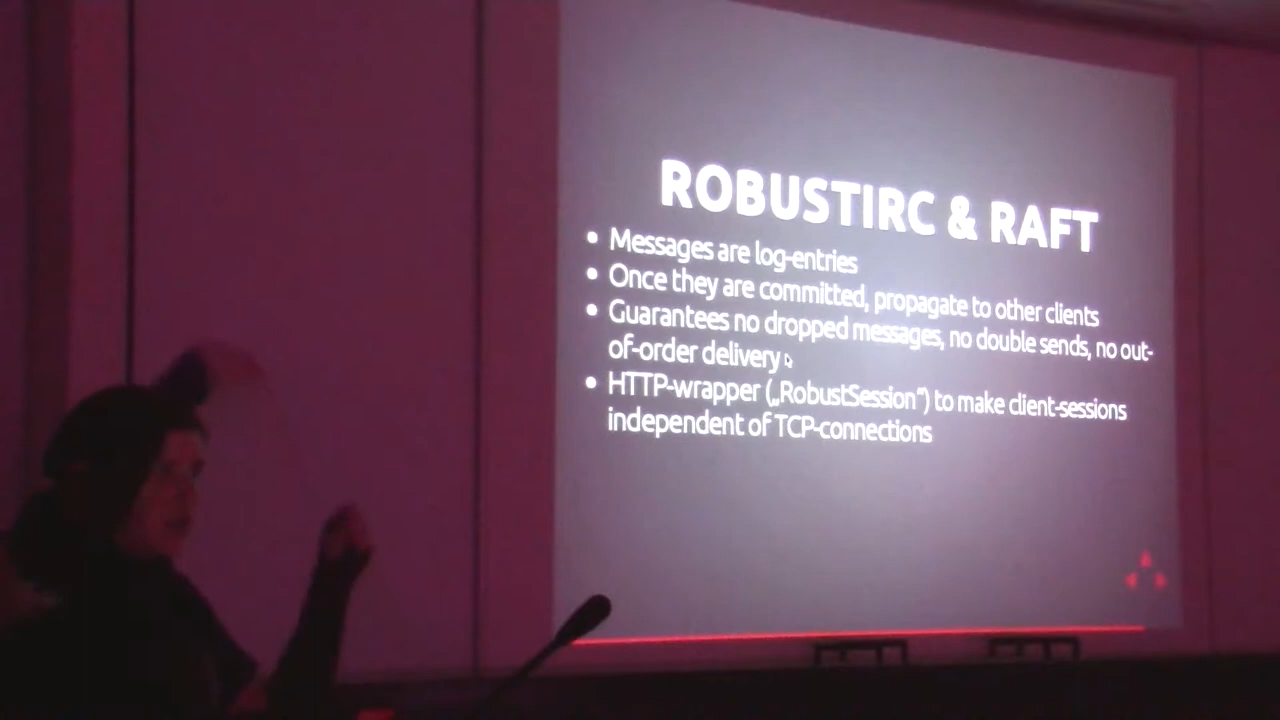 ROBUSTIRC & RAFT
• Messages are log-entries
• Once they are committed, propagate to other clients
• Guarantees no dropped messages, no double sends, no out-
of-order delivery
• HTTP-wrapper („RobustSession“) to make client-sessions
independent of TCP-connections